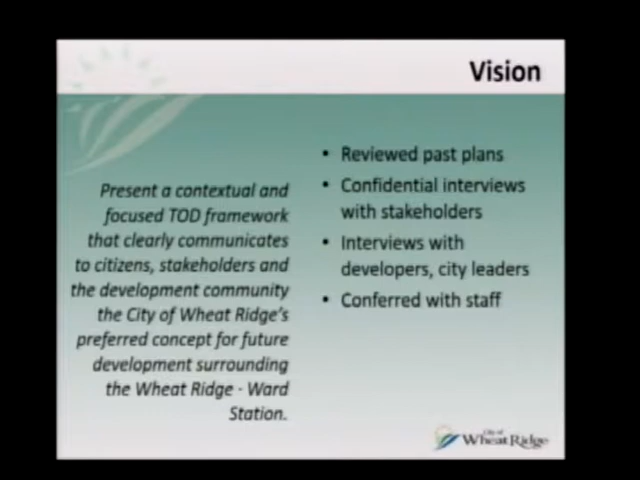 Vision
Present a contextual and
focused TOD framework
that clearly communicates
to citizens, stakeholders and
the development community
the City of Wheat Ridge's
preferred concept for future
development surrounding
the Wheat Ridge - Ward
Station.
• Reviewed past plans
• Confidential interviews
with stakeholders
• Interviews with
developers, city leaders
• Conferred with staff
City of
Wheat Ridge